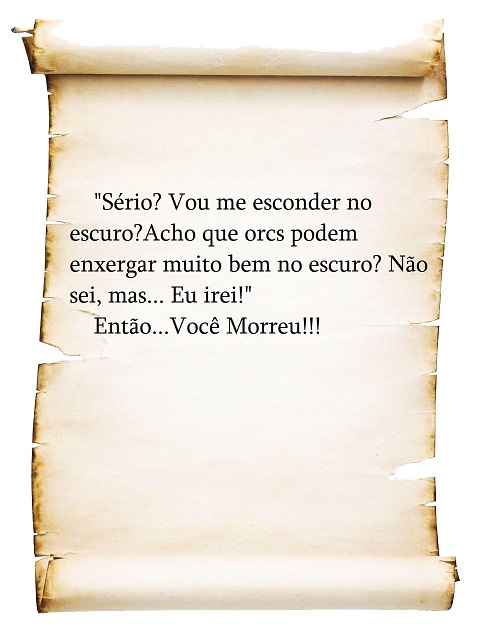 "Sério? Vou me esconder no
escuro?Acho que orcs podem
enxergar muito bem no escuro? Não
sei, mas... Eu irei!"
Então...Você Morreu!!!